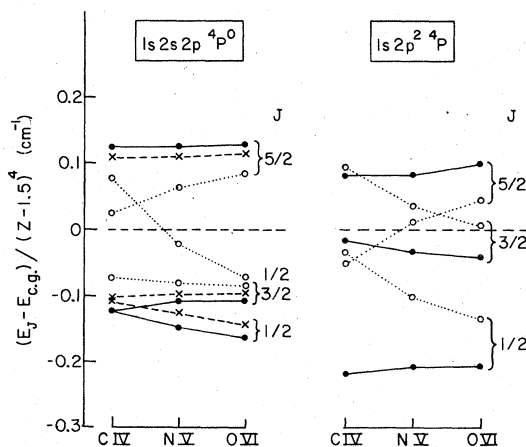 1s2s2p ⁴P⁰
1s2p² ⁴P
(E_J − E_c.g.) / (Z − 1.5)⁴ (cm⁻¹)
0.2
0.1
0
-0.1
-0.2
-0.3
J
5/2
1/2
3/2
1/2
J
5/2
3/2
1/2
C IV
N V
O VI
C IV
N V
O VI